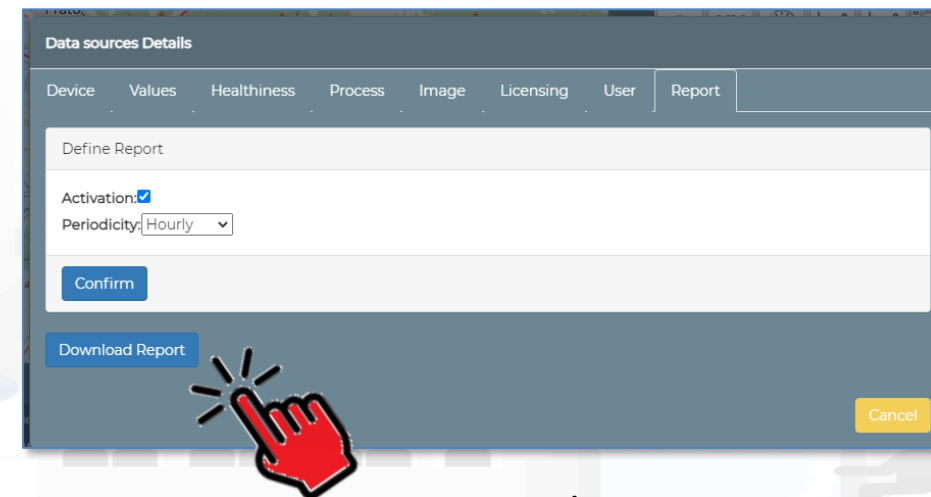 Prato
Data sources Details
Device Values Healthiness Process Image Licensing User Report
Define Report
Activation:
Periodicity: Hourly
Confirm
Download Report
Cancel